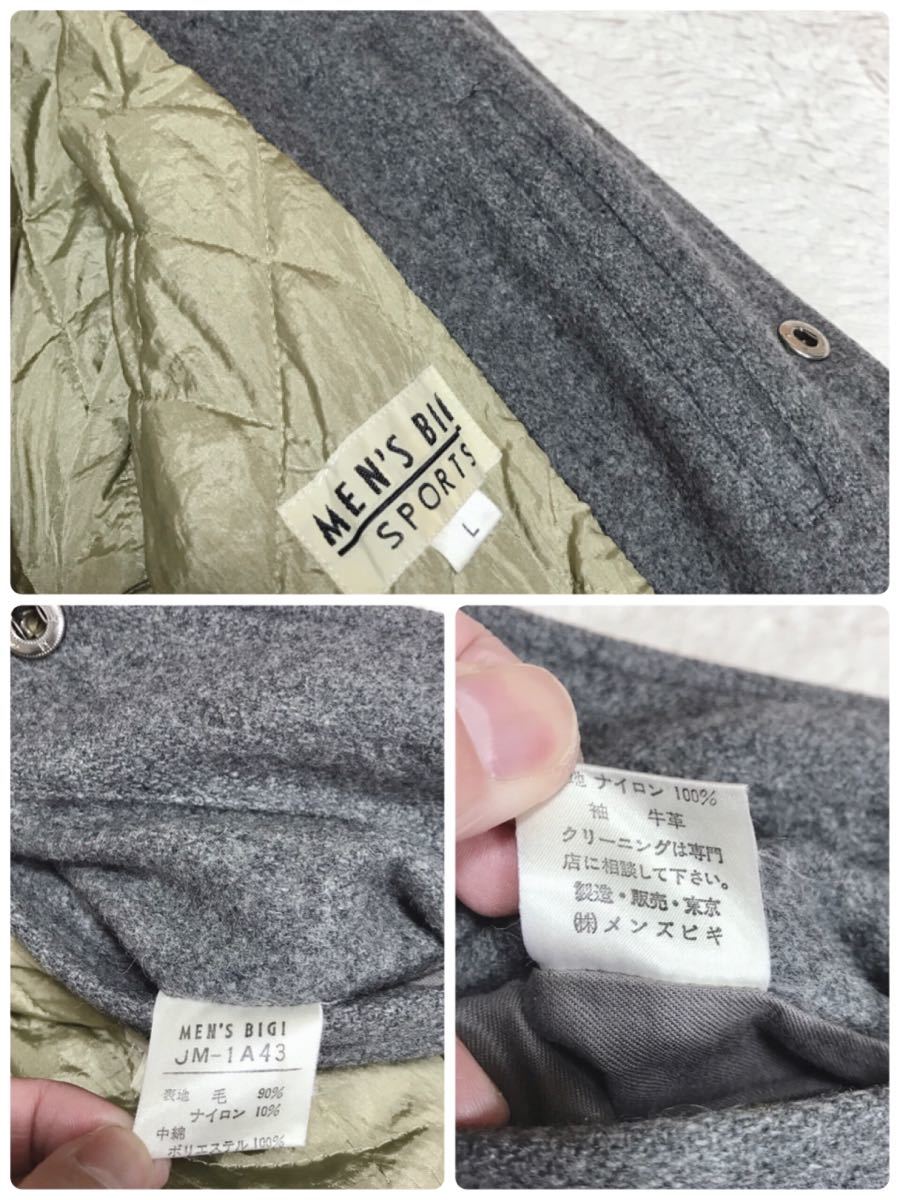 MEN'S BIGI
SPORTS
L
MEN'S BIGI
JM-1A43
表地 毛 90%
ナイロン 10%
中綿
ポリエステル 100%
地 ナイロン 100%
袖 牛革
クリーニングは専門
店に相談して下さい。
製造・販売・東京
㈱メンズビギ